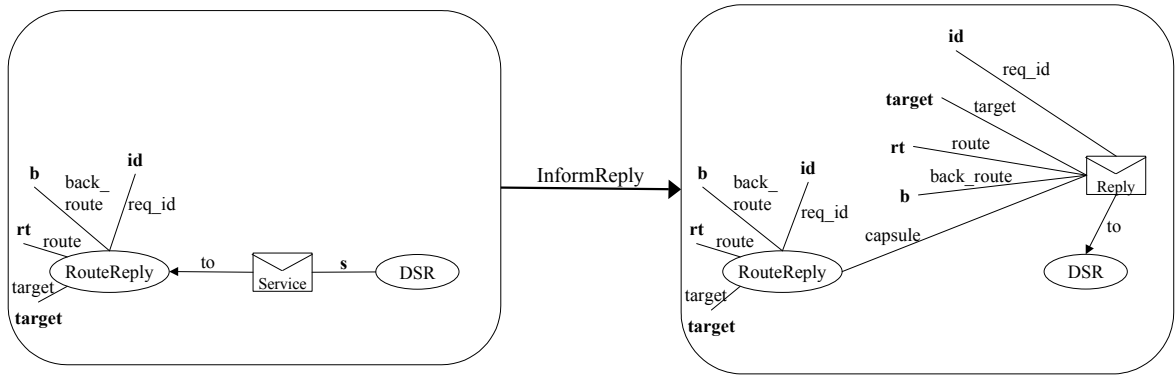 b
id
back_
route
req_id
rt
route
RouteReply
to
Service
s
DSR
target
target
InformReply
id
req_id
target
target
rt
route
b
back_route
Reply
to
DSR
capsule
b
id
back_
route
req_id
rt
route
RouteReply
target
target